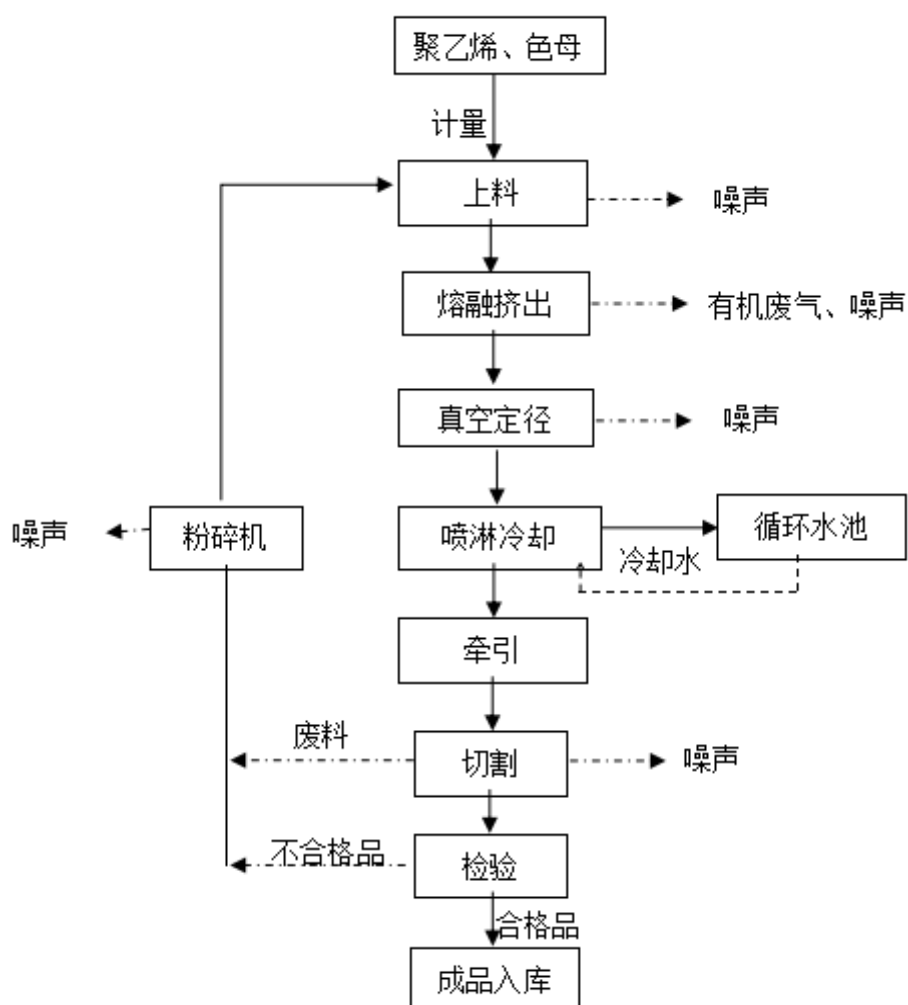 聚乙烯、色母
计量
上料
噪声
熔融挤出
有机废气、噪声
真空定径
噪声
噪声
粉碎机
喷淋冷却
循环水池
冷却水
牵引
废料
切割
噪声
不合格品
检验
合格品
成品入库